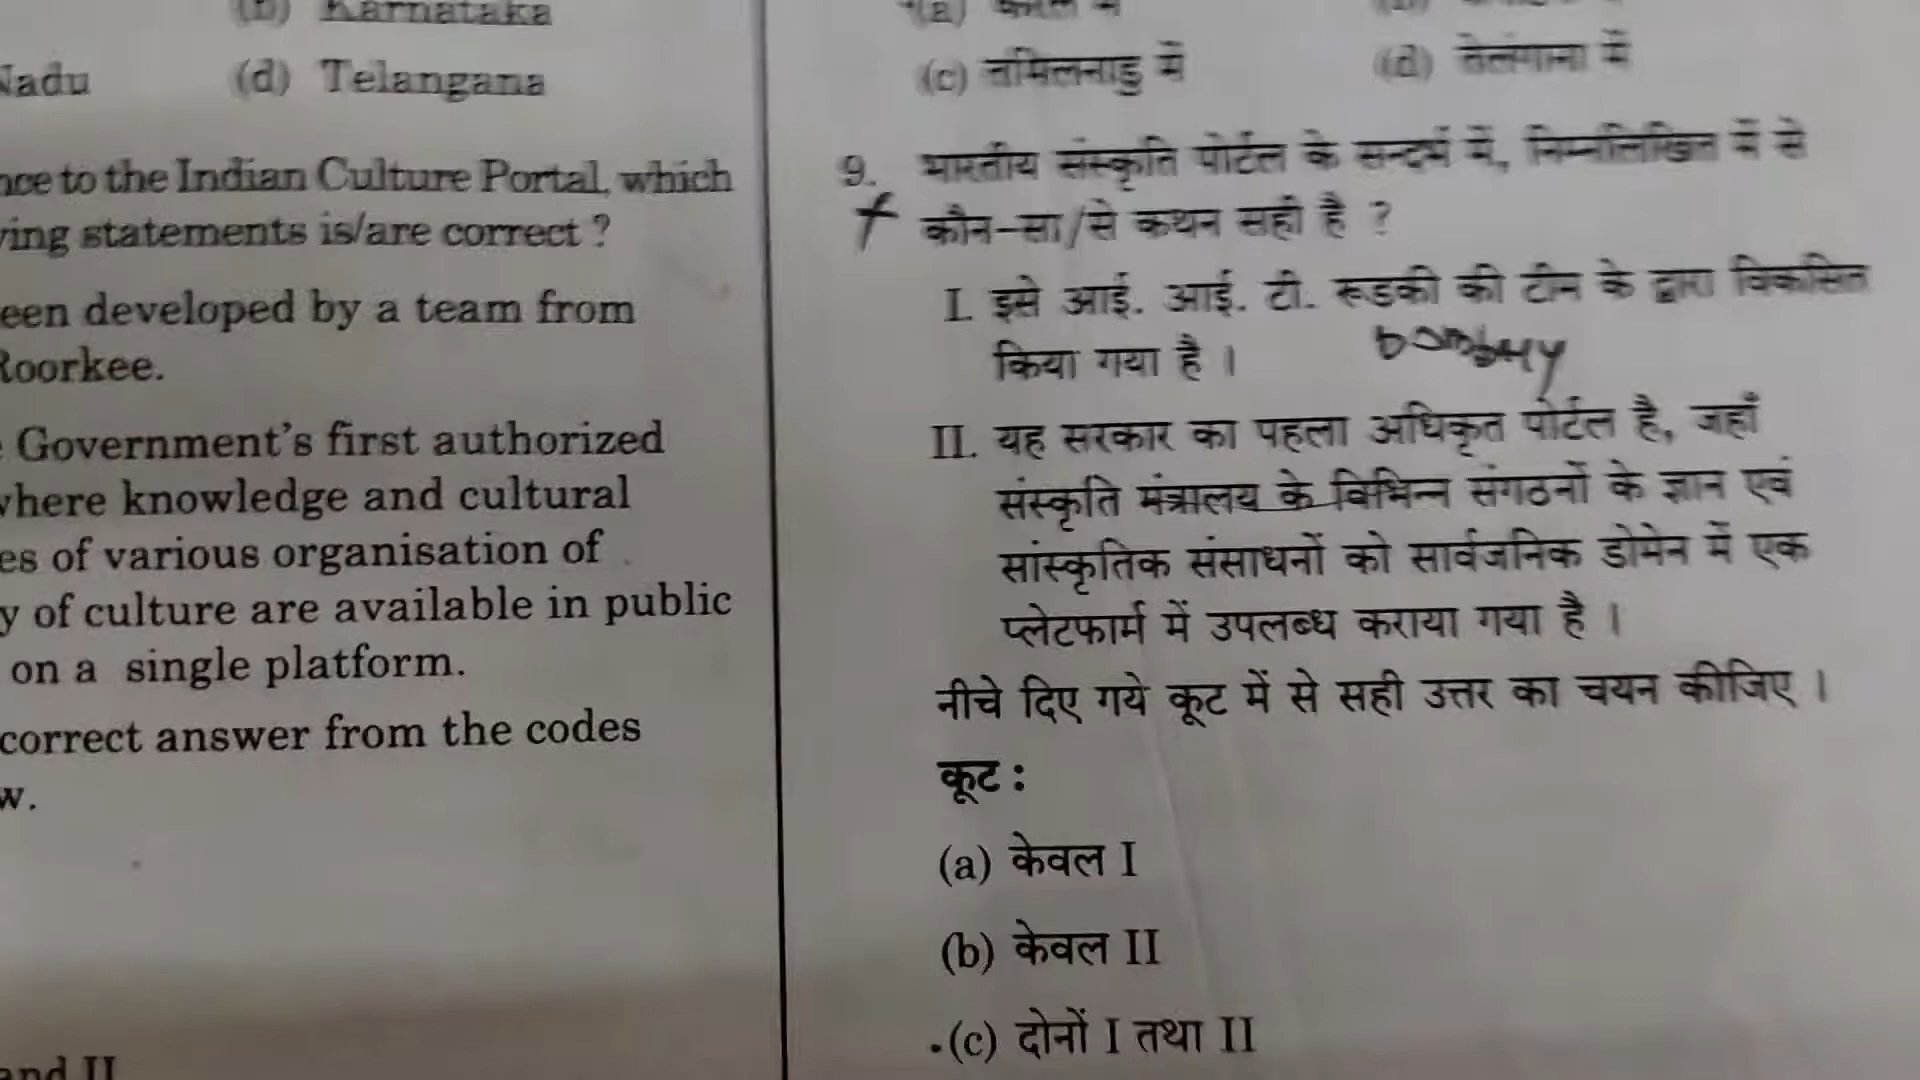 (b) Karnataka
Nadu (d) Telangana
nce to the Indian Culture Portal, which
ving statements is/are correct ?
een developed by a team from
Roorkee.
e Government's first authorized
where knowledge and cultural
es of various organisation of
y of culture are available in public
on a single platform.
correct answer from the codes
w.
and II
(a) केरल में
(c) तमिलनाडु में (d) तेलंगाना में
9. भारतीय संस्कृति पोर्टल के सन्दर्भ में, निम्नलिखित में से
कौन-सा/से कथन सही है ?
I. इसे आई. आई. टी. रूडकी की टीम के द्वारा विकसित
किया गया है ।
bombay
II. यह सरकार का पहला अधिकृत पोर्टल है, जहाँ
संस्कृति मंत्रालय के विभिन्न संगठनों के ज्ञान एवं
सांस्कृतिक संसाधनों को सार्वजनिक डोमेन में एक
प्लेटफार्म में उपलब्ध कराया गया है ।
नीचे दिए गये कूट में से सही उत्तर का चयन कीजिए ।
कूट :
(a) केवल I
(b) केवल II
(c) दोनों I तथा II